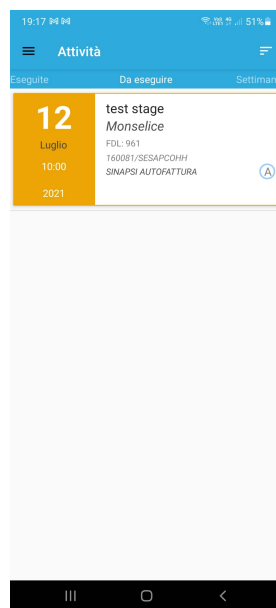 19:17 51%
Attività
Eseguite Da eseguire Settiman
12
Luglio
10:00
2021
test stage
Monselice
FDL: 961
160081/SESAPCOHH
SINAPSI AUTOFATTURA
A